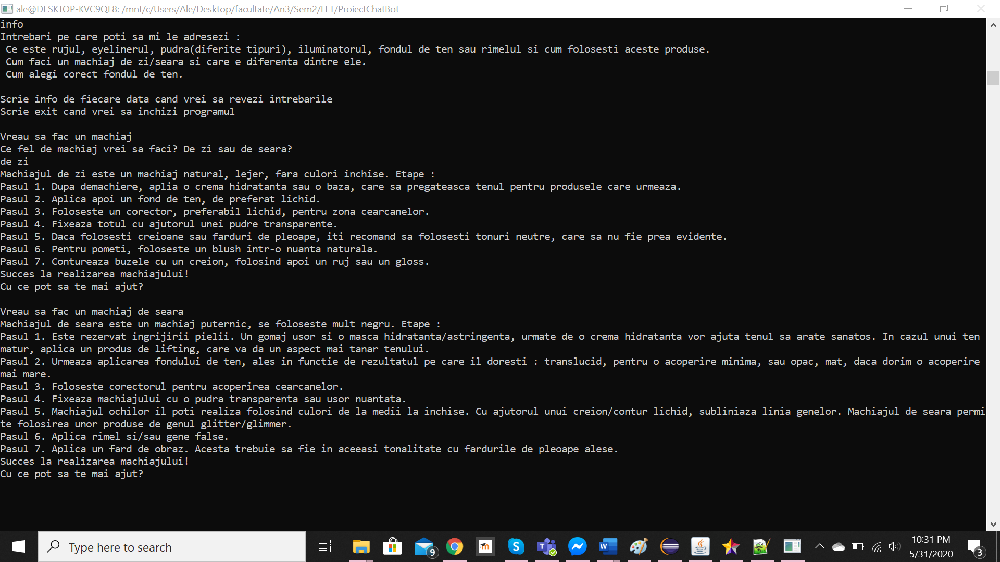 ale@DESKTOP-KVC9QL8: /mnt/c/Users/Ale/Desktop/facultate/An3/Sem2/LFT/ProiectChatBot
info
Intrebari pe care poti sa mi le adresezi :
Ce este rujul, eyelinerul, pudra(diferite tipuri), iluminatorul, fondul de ten sau rimelul si cum folosesti aceste produse.
Cum faci un machiaj de zi/seara si care e diferenta dintre ele.
Cum alegi corect fondul de ten.
Scrie info de fiecare data cand vrei sa revezi intrebarile
Scrie exit cand vrei sa inchizi programul
Vreau sa fac un machiaj
Ce fel de machiaj vrei sa faci? De zi sau de seara?
de zi
Machiajul de zi este un machiaj natural, lejer, fara culori inchise. Etape :
Pasul 1. Dupa demachiere, aplia o crema hidratanta sau o baza, care sa pregateasca tenul pentru produsele care urmeaza.
Pasul 2. Aplica apoi un fond de ten, de preferat lichid.
Pasul 3. Foloseste un corector, preferabil lichid, pentru zona cearcanelor.
Pasul 4. Fixeaza totul cu ajutorul unei pudre transparente.
Pasul 5. Daca folosesti creioane sau farduri de pleoape, iti recomand sa folosesti tonuri neutre, care sa nu fie prea evidente.
Pasul 6. Pentru pometi, foloseste un blush intr-o nuanta naturala.
Pasul 7. Contureaza buzele cu un creion, folosind apoi un ruj sau un gloss.
Succes la realizarea machiajului!
Cu ce pot sa te mai ajut?
Vreau sa fac un machiaj de seara
Machiajul de seara este un machiaj puternic, se foloseste mult negru. Etape :
Pasul 1. Este rezervat ingrijirii pielii. Un gomaj usor si o masca hidratanta/astringenta, urmate de o crema hidratanta vor ajuta tenul sa arate sanatos. In cazul unui ten
matur, aplica un produs de lifting, care va da un aspect mai tanar tenului.
Pasul 2. Urmeaza aplicarea fondului de ten, ales in functie de rezultatul pe care il doresti : translucid, pentru o acoperire minima, sau opac, mat, daca dorim o acoperire
mai mare.
Pasul 3. Foloseste corectorul pentru acoperirea cearcanelor.
Pasul 4. Fixeaza machiajului cu o pudra transparenta sau usor nuantata.
Pasul 5. Machiajul ochilor il poti realiza folosind culori de la medii la inchise. Cu ajutorul unui creion/contur lichid, subliniaza linia genelor. Machiajul de seara permi
te folosirea unor produse de genul glitter/glimmer.
Pasul 6. Aplica rimel si/sau gene false.
Pasul 7. Aplica un fard de obraz. Acesta trebuie sa fie in aceeasi tonalitate cu fardurile de pleoape alese.
Succes la realizarea machiajului!
Cu ce pot sa te mai ajut?
Type here to search
9
10:31 PM
5/31/2020
3